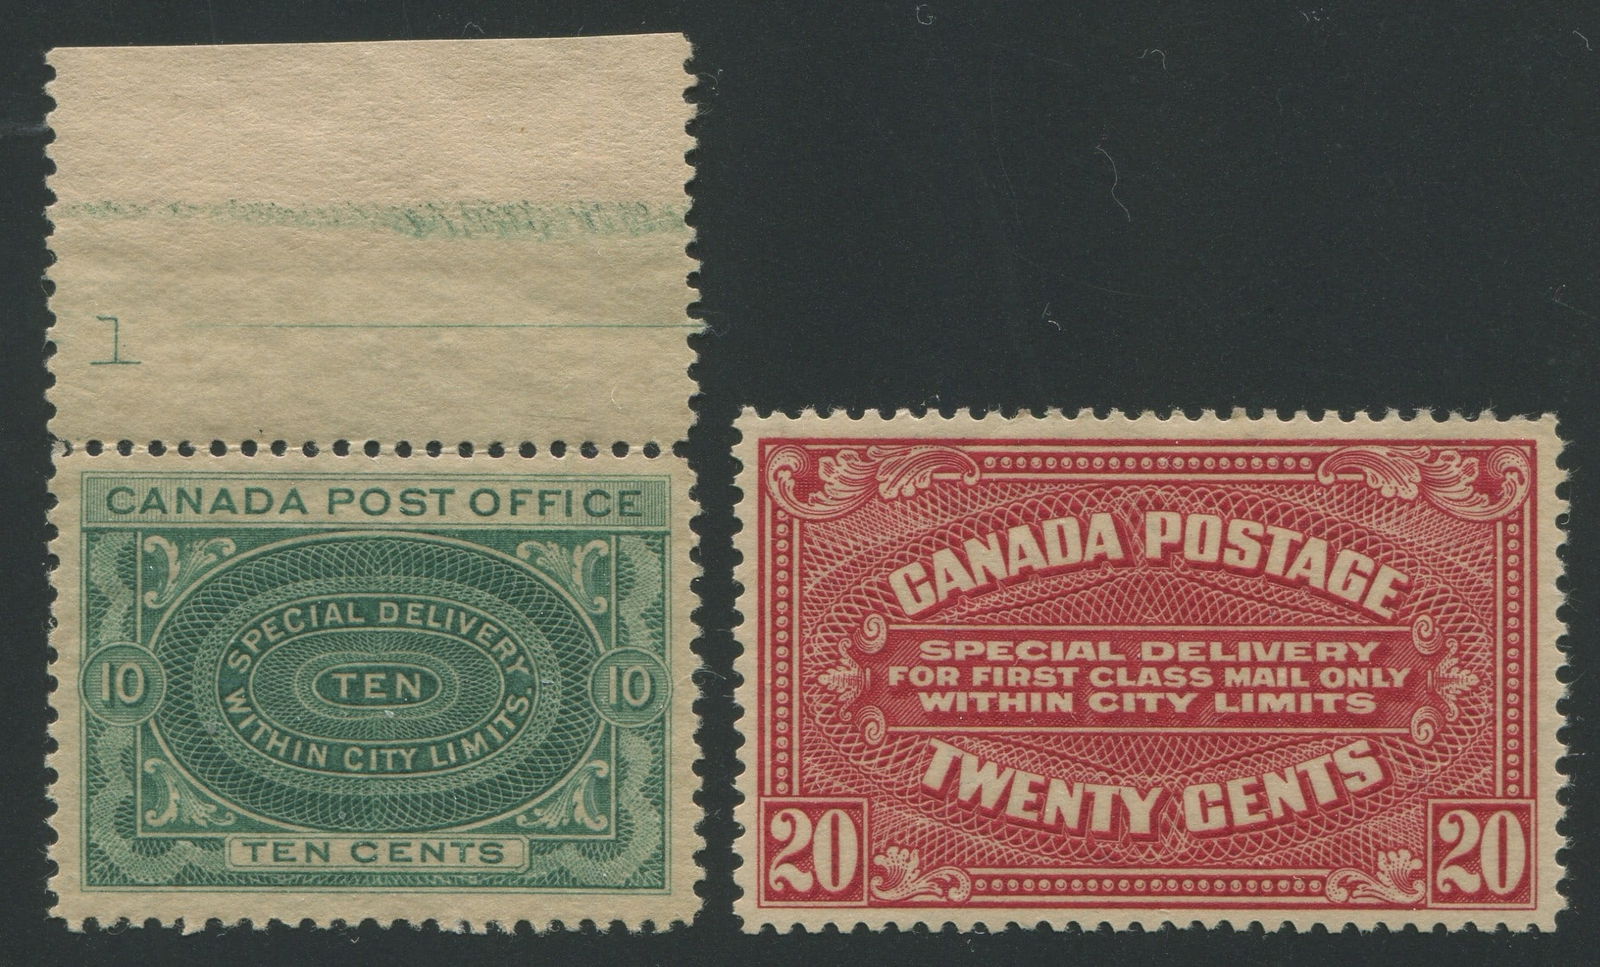 1
CANADA POST OFFICE
SPECIAL DELIVERY
WITHIN CITY LIMITS.
TEN
10
10
TEN CENTS
CANADA POSTAGE
SPECIAL DELIVERY
FOR FIRST CLASS MAIL ONLY
WITHIN CITY LIMITS
TWENTY CENTS
20
20